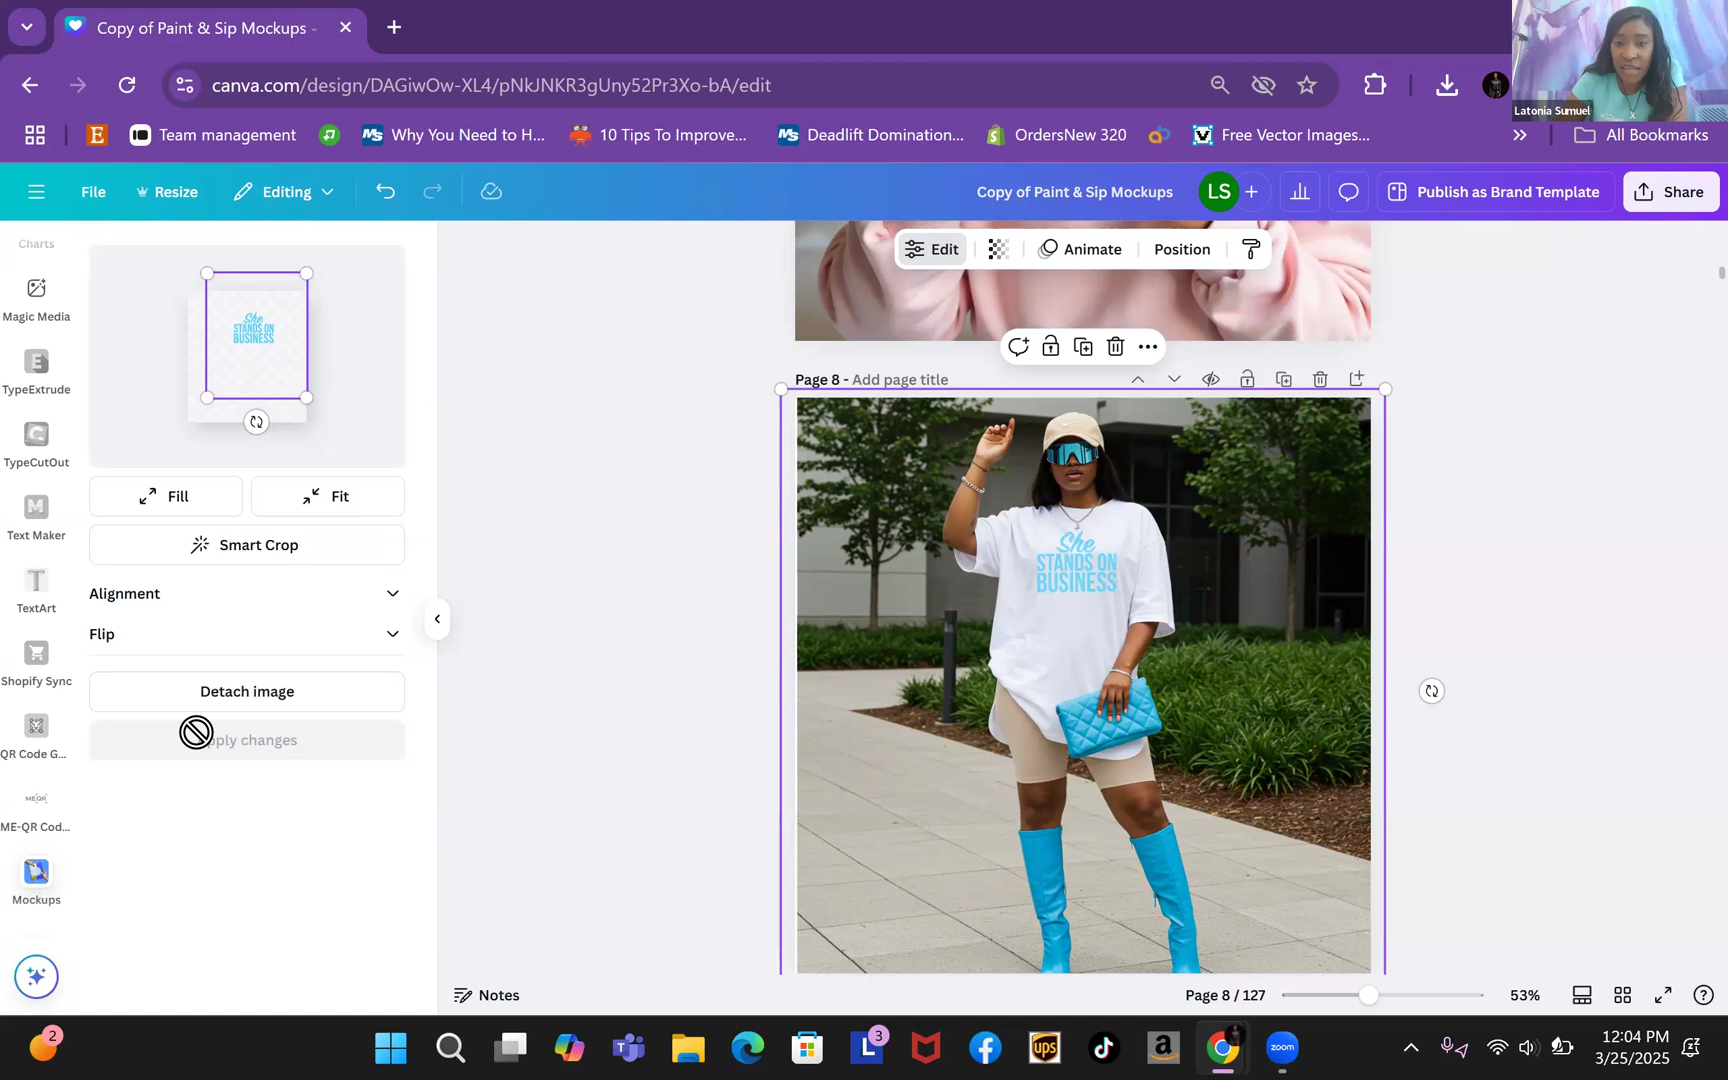 Copy of Paint & Sip Mockups -
Latonia Sumuel
canva.com/design/DAGiwOw-XL4/pNkJNKR3gUny52Pr3Xo-bA/edit
Team management
Why You Need to H...
10 Tips To Improve...
Deadlift Domination...
OrdersNew 320
Free Vector Images...
All Bookmarks
File
Resize
Editing
Copy of Paint & Sip Mockups
LS
Publish as Brand Template
Share
Charts
Magic Media
TypeExtrude
TypeCutOut
Text Maker
TextArt
Shopify Sync
QR Code G...
ME-QR Cod...
Mockups
She
STANDS ON
BUSINESS
Fill
Fit
Smart Crop
Alignment
Flip
Detach image
pply changes
Edit
Animate
Position
Page 8 - Add page title
She
STANDS ON
BUSINESS
Notes
Page 8 / 127
53%
2
3
ups
zoom
12:04 PM
3/25/2025